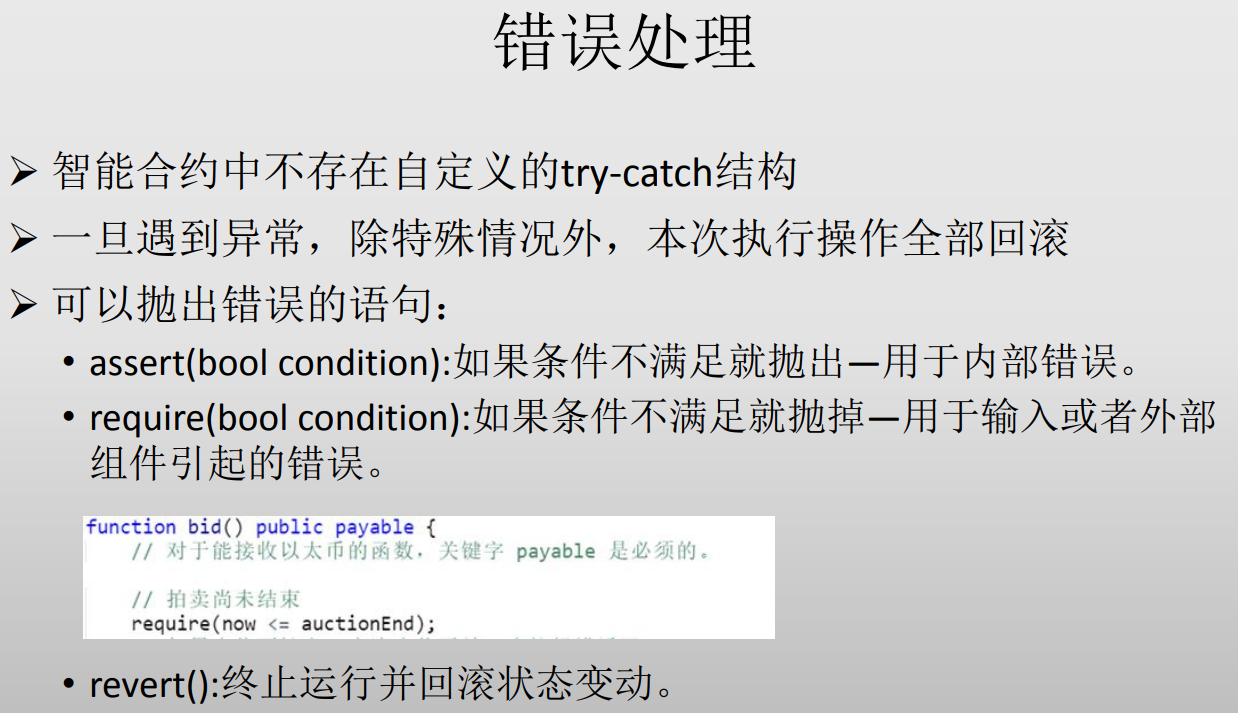 错误处理
➢ 智能合约中不存在自定义的try-catch结构
➢ 一旦遇到异常，除特殊情况外，本次执行操作全部回滚
➢ 可以抛出错误的语句：
• assert(bool condition):如果条件不满足就抛出—用于内部错误。
• require(bool condition):如果条件不满足就抛掉—用于输入或者外部
组件引起的错误。
function bid() public payable {
// 对于能接收以太币的函数，关键字 payable 是必须的。
// 拍卖尚未结束
require(now <= auctionEnd);
• revert():终止运行并回滚状态变动。